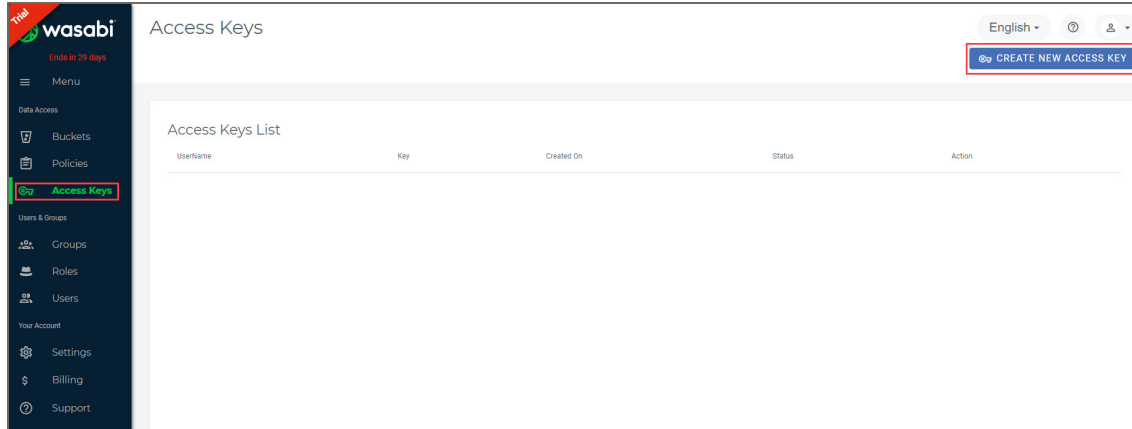 Trial
wasabi
Ends in 29 days
Menu
Data Access
Buckets
Policies
Access Keys
Users & Groups
Groups
Roles
Users
Your Account
Settings
Billing
Support
Access Keys
English
CREATE NEW ACCESS KEY
Access Keys List
UserName Key Created On Status Action